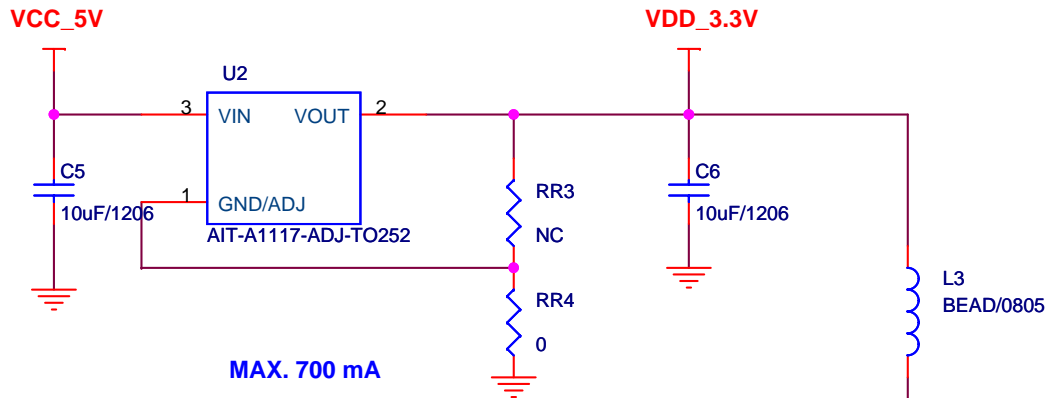 VCC_5V
VDD_3.3V
U2
3
VIN
VOUT
2
C5
10uF/1206
1
GND/ADJ
AIT-A1117-ADJ-TO252
RR3
NC
C6
10uF/1206
RR4
0
L3
BEAD/0805
MAX. 700 mA